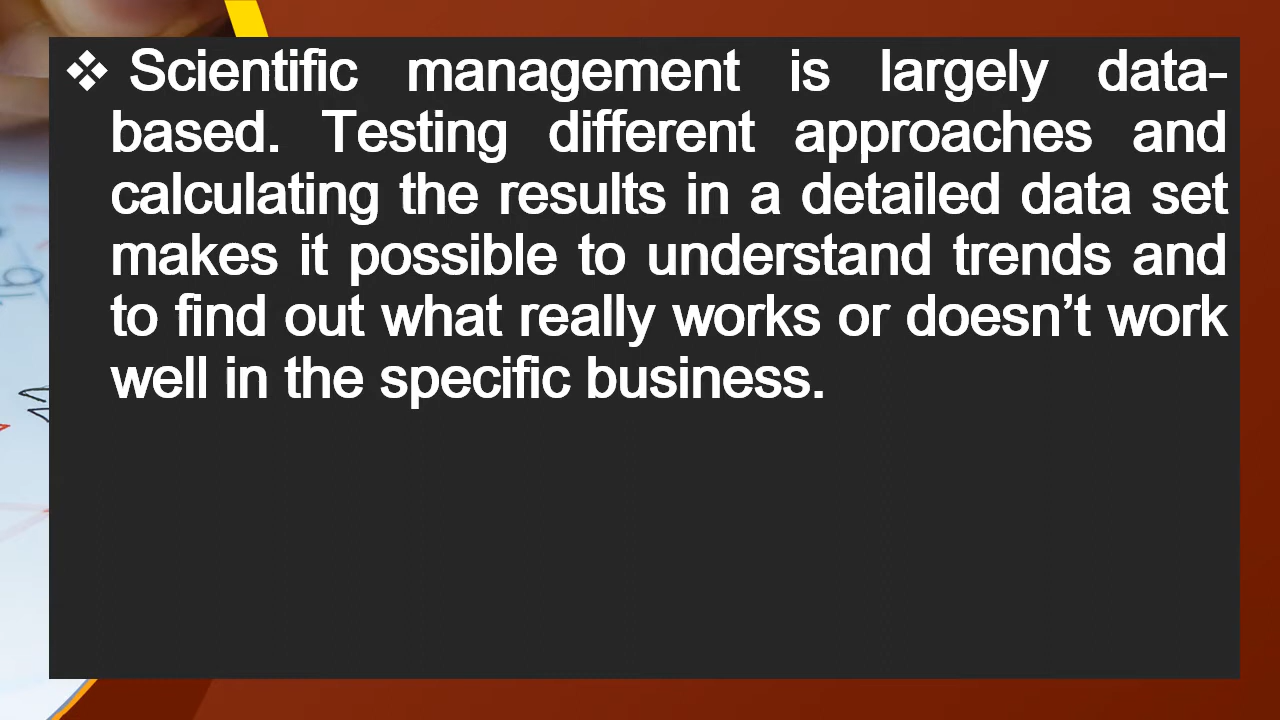 ❖ Scientific management is largely data-
based. Testing different approaches and
calculating the results in a detailed data set
makes it possible to understand trends and
to find out what really works or doesn’t work
well in the specific business.